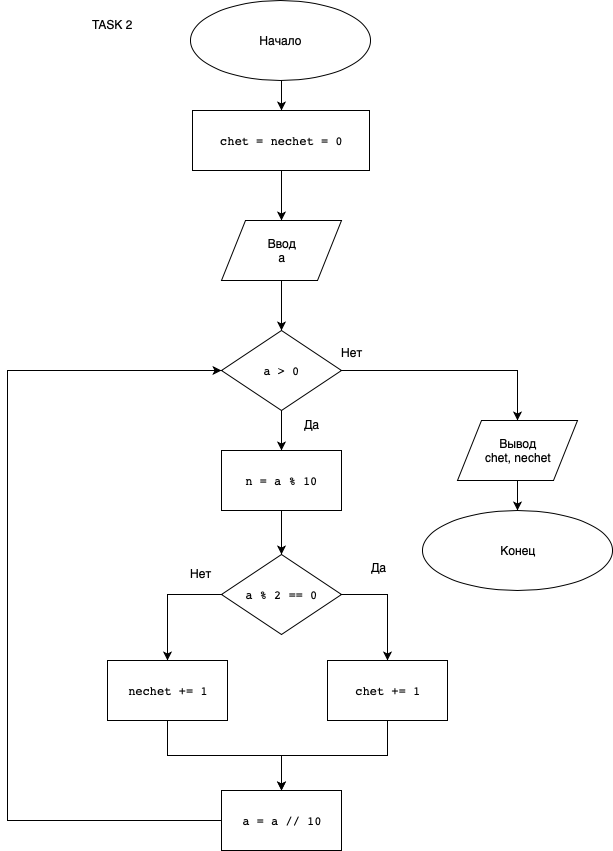 TASK 2
Начало
chet = nechet = 0
Ввод
a
a > 0
Нет
Да
Вывод
chet, nechet
n = a % 10
Конец
a % 2 == 0
Нет
Да
nechet += 1
chet += 1
a = a // 10